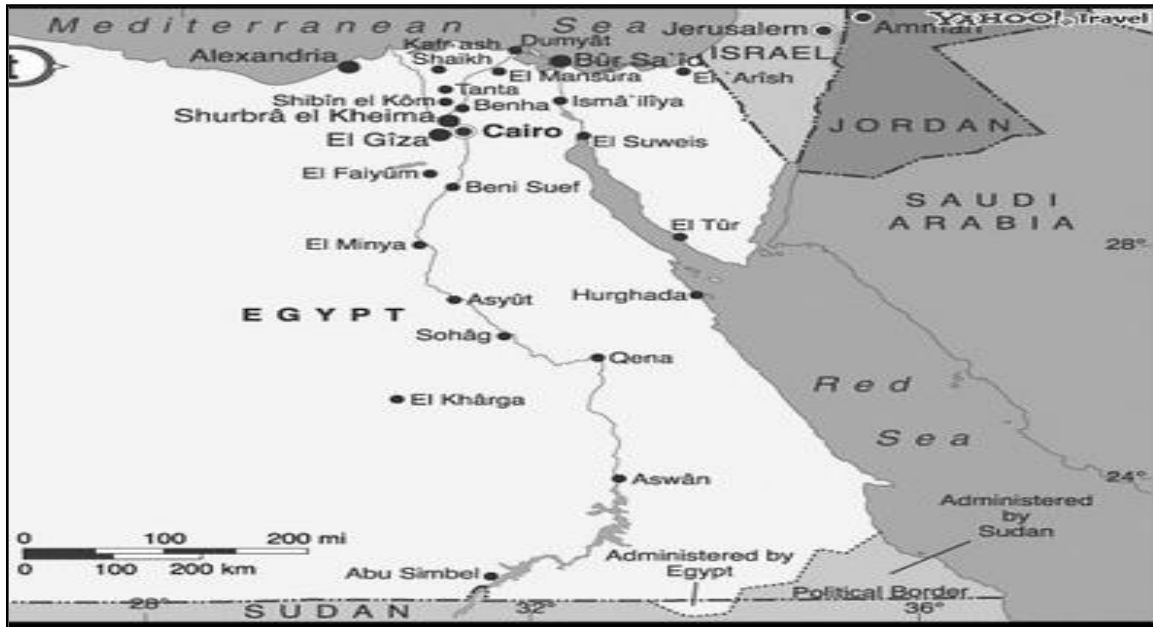 Mediterranean Sea
Jerusalem
Amman
YAHOO! Travel
Kafr ash
Shaikh
Dumyât
ISRAEL
Alexandria
Bûr Sa`îd
El Mansûra
El `Arîsh
Tanta
Shibîn el Kôm
Benha
Ismâ`ilîya
Shurbrâ el Kheima
JORDAN
El Gîza
Cairo
El Suweis
El Faiyûm
Beni Suef
SAUDI
ARABIA
El Tûr
El Minya
28°
Asyût
Hurghada
EGYPT
Sohâg
Qena
Red
Sea
El Khârga
Aswân
24°
Administered
by
Sudan
0 100 200 mi
0 100 200 km
Abu Simbel
Administered by
Egypt
Political Border
28°
SUDAN
32°
36°